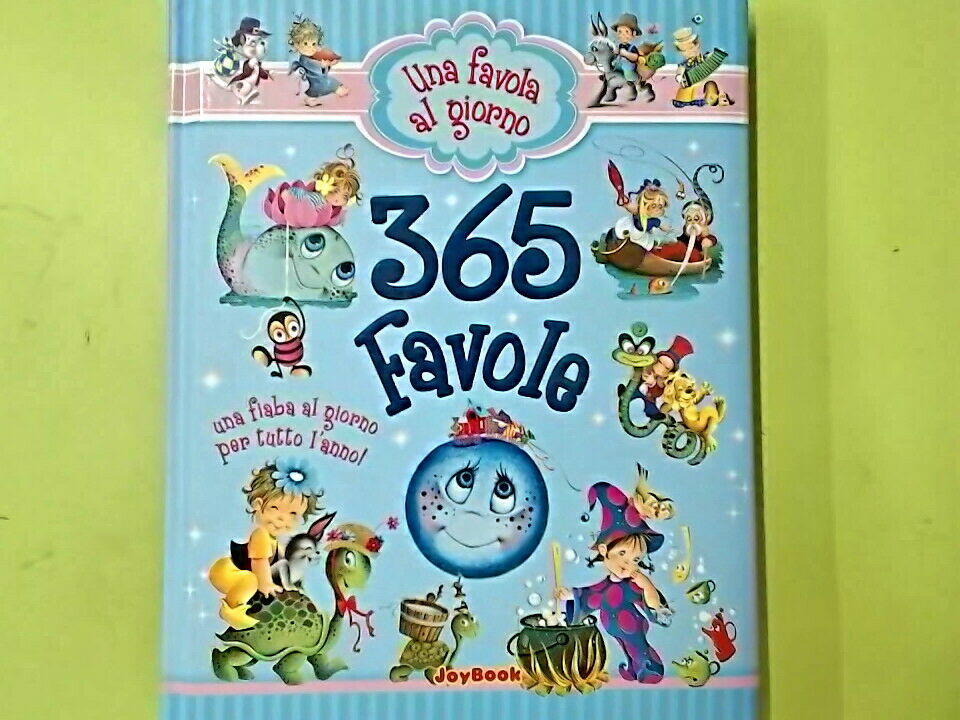 Una favola
al giorno
365
Favole
una fiaba al giorno
per tutto l'anno!
JoyBook